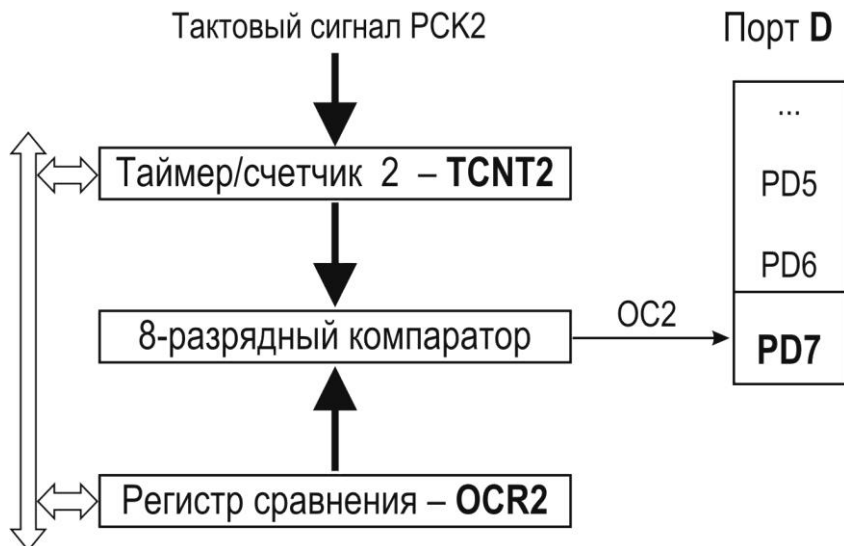 Тактовый сигнал PCK2
Порт D
...
Таймер/счетчик 2 – TCNT2
PD5
PD6
8-разрядный компаратор
OC2
PD7
Регистр сравнения – OCR2